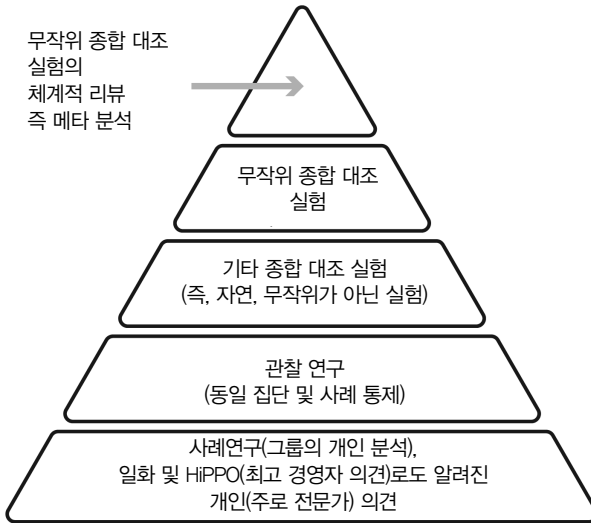 무작위 종합 대조
실험의
체계적 리뷰
즉 메타 분석
무작위 종합 대조
실험
기타 종합 대조 실험
(즉, 자연, 무작위가 아닌 실험)
관찰 연구
(동일 집단 및 사례 통제)
사례연구(그룹의 개인 분석),
일화 및 HiPPO(최고 경영자 의견)로도 알려진
개인(주로 전문가) 의견